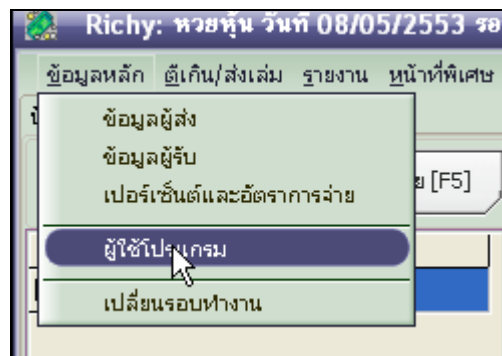 Richy: หวยหุ้น วันที่ 08/05/2553 รอ
ข้อมูลหลัก ตีเกิน/ส่งเล่ม รายงาน หน้าที่พิเศษ
ข้อมูลผู้ส่ง
ข้อมูลผู้รับ
เปอร์เซ็นต์และอัตราการจ่าย
ย [F5]
ผู้ใช้โปรแกรม
เปลี่ยนรอบทำงาน